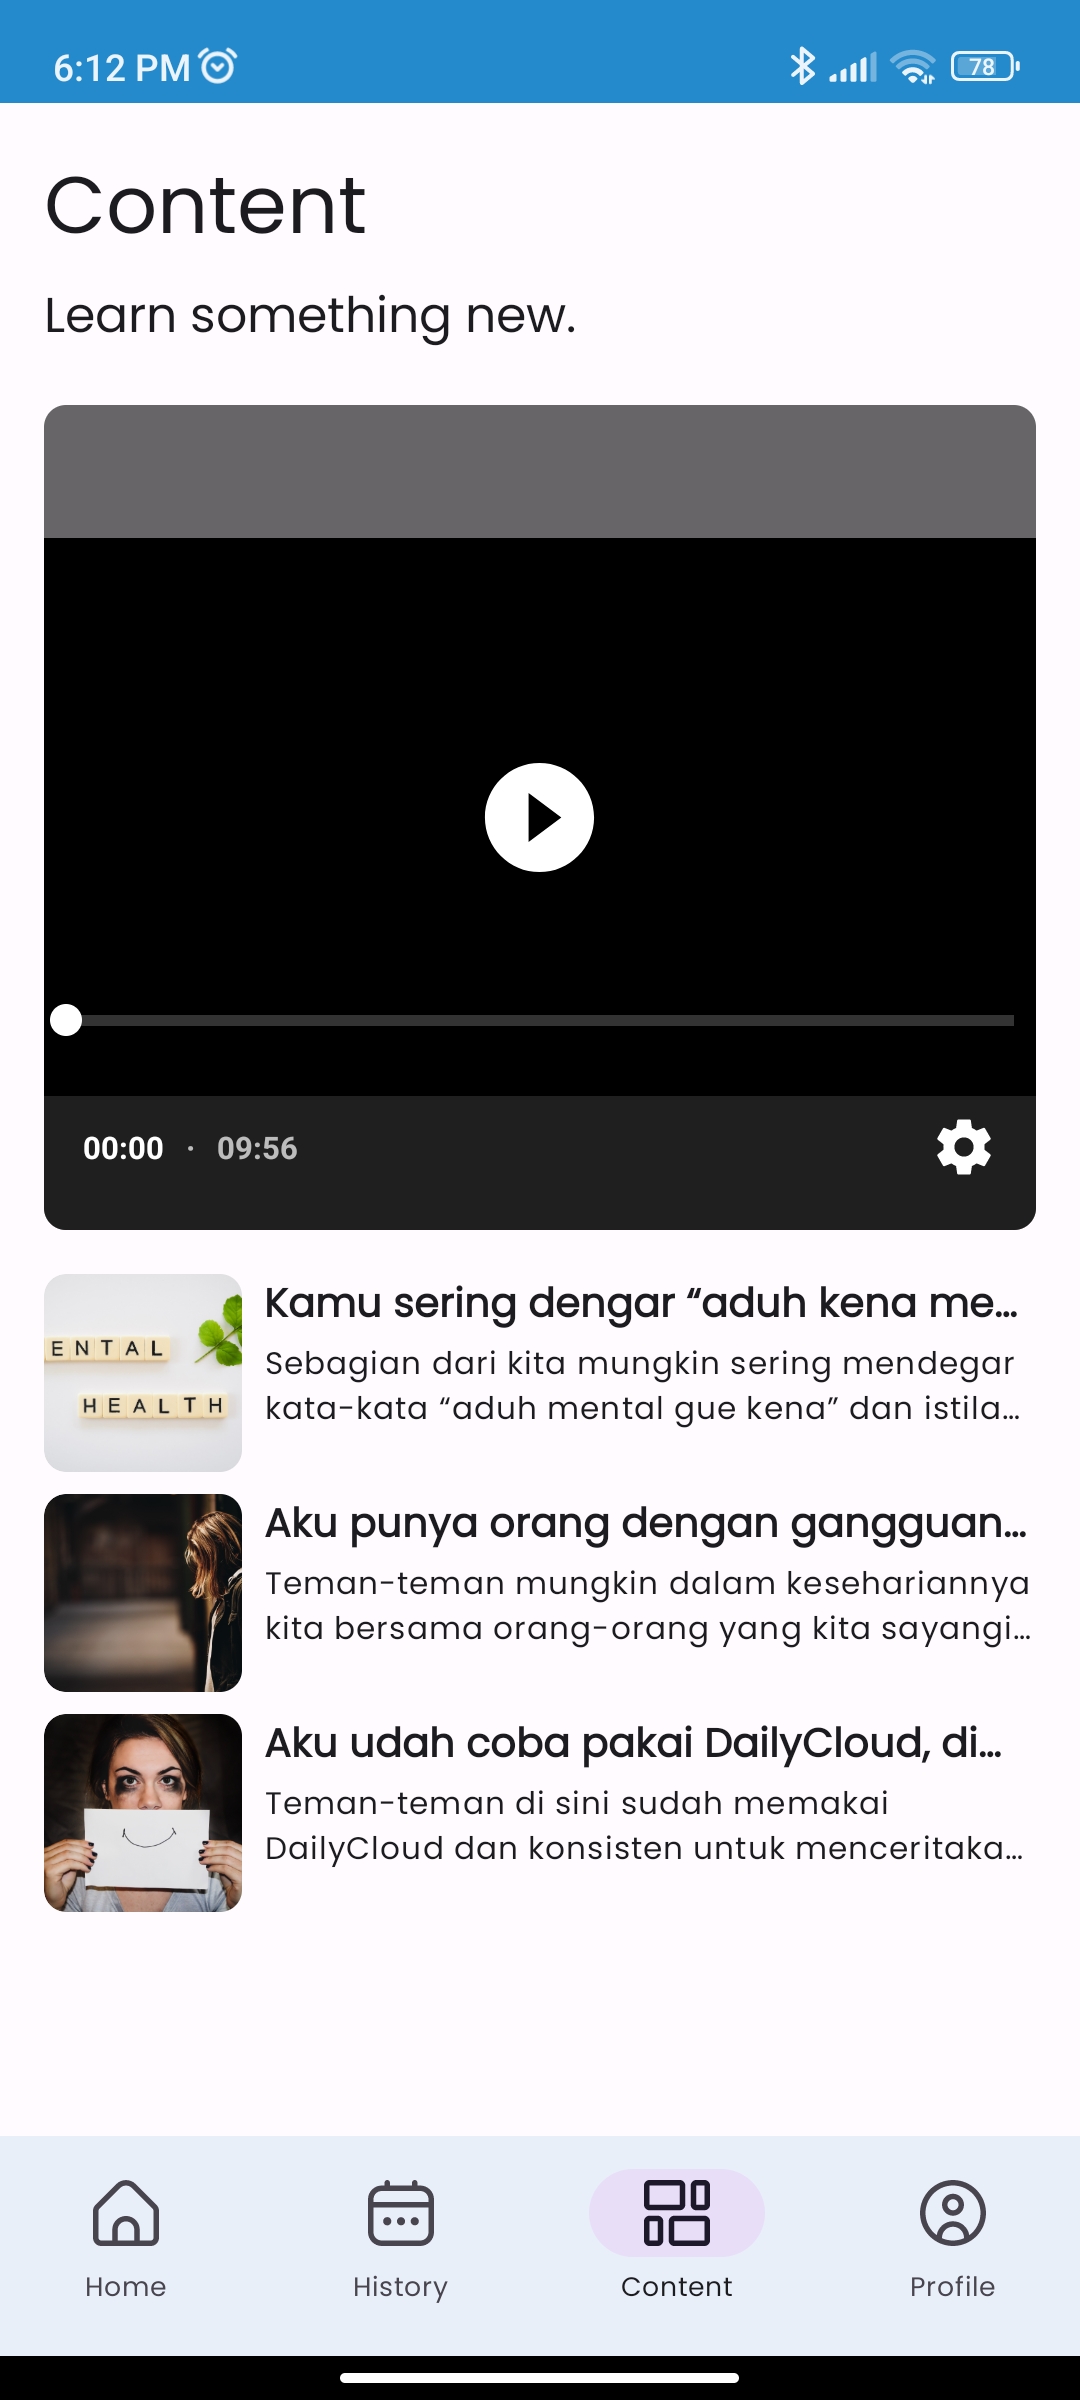 6:12 PM
78
Content
Learn something new.
00:00 · 09:56
ENTAL
HEALTH
Kamu sering dengar “aduh kena me...
Sebagian dari kita mungkin sering mendegar
kata-kata “aduh mental gue kena” dan istila...
Aku punya orang dengan gangguan...
Teman-teman mungkin dalam kesehariannya
kita bersama orang-orang yang kita sayangi...
Aku udah coba pakai DailyCloud, di...
Teman-teman di sini sudah memakai
DailyCloud dan konsisten untuk menceritaka...
Home
History
Content
Profile